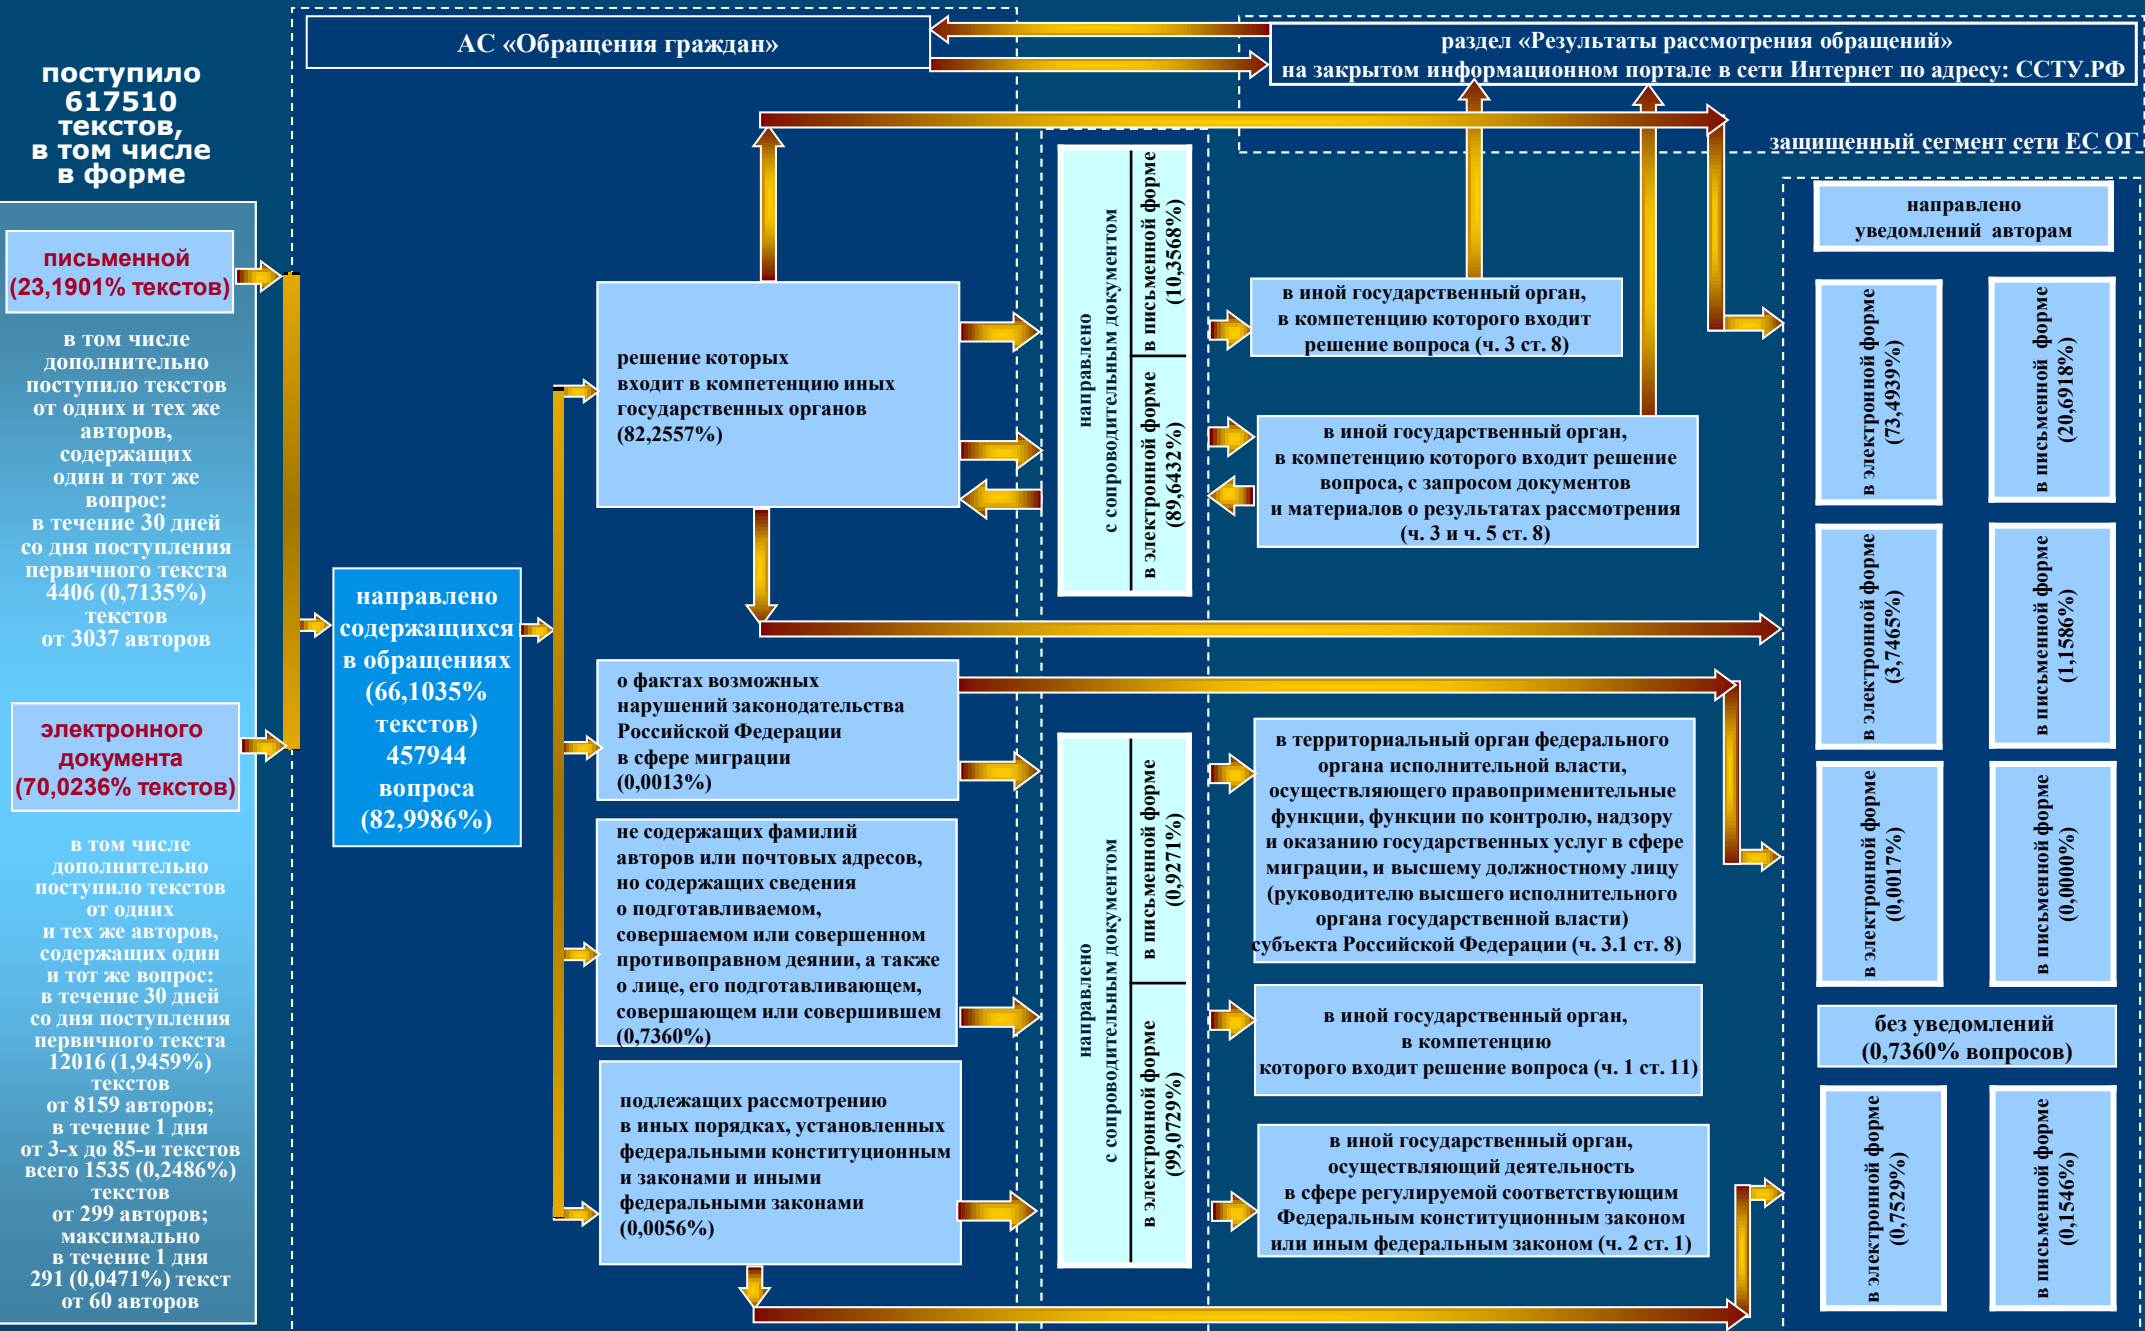 АС «Обращения граждан»
раздел «Результаты рассмотрения обращений»
на закрытом информационном портале в сети Интернет по адресу: ССТУ.РФ
защищенный сегмент сети ЕС ОГ
поступило
617510
текстов,
в том числе
в форме
письменной
(23,1901% текстов)
в том числе
дополнительно
поступило текстов
от одних и тех же
авторов,
содержащих
один и тот же
вопрос:
в течение 30 дней
со дня поступления
первичного текста
4406 (0,7135%)
текстов
от 3037 авторов
электронного
документа
(70,0236% текстов)
в том числе
дополнительно
поступило текстов
от одних
и тех же авторов,
содержащих один
и тот же вопрос:
в течение 30 дней
со дня поступления
первичного текста
12016 (1,9459%)
текстов
от 8159 авторов;
в течение 1 дня
от 3-х до 85-и текстов
всего 1535 (0,2486%)
текстов
от 299 авторов;
максимально
в течение 1 дня
291 (0,0471%) текст
от 60 авторов
направлено
содержащихся
в обращениях
(66,1035%
текстов)
457944
вопроса
(82,9986%)
решение которых
входит в компетенцию иных
государственных органов
(82,2557%)
о фактах возможных
нарушений законодательства
Российской Федерации
в сфере миграции
(0,0013%)
не содержащих фамилий
авторов или почтовых адресов,
но содержащих сведения
о подготавливаемом,
совершаемом или совершенном
противоправном деянии, а также
о лице, его подготавливающем,
совершающем или совершившем
(0,7360%)
подлежащих рассмотрению
в иных порядках, установленных
федеральными конституционным
и законами и иными
федеральными законами
(0,0056%)
направлено
с сопроводительным документом
в письменной форме
(10,3568%)
в электронной форме
(89,6432%)
направлено
с сопроводительным документом
в письменной форме
(0,9271%)
в электронной форме
(99,0729%)
в иной государственный орган,
в компетенцию которого входит
решение вопроса (ч. 3 ст. 8)
в иной государственный орган,
в компетенцию которого входит решение
вопроса, с запросом документов
и материалов о результатах рассмотрения
(ч. 3 и ч. 5 ст. 8)
в территориальный орган федерального
органа исполнительной власти,
осуществляющего правоприменительные
функции, функции по контролю, надзору
и оказанию государственных услуг в сфере
миграции, и высшему должностному лицу
(руководителю высшего исполнительного
органа государственной власти)
субъекта Российской Федерации (ч. 3.1 ст. 8)
в иной государственный орган,
в компетенцию
которого входит решение вопроса (ч. 1 ст. 11)
в иной государственный орган,
осуществляющий деятельность
в сфере регулируемой соответствующим
Федеральным конституционным законом
или иным федеральным законом (ч. 2 ст. 1)
направлено
уведомлений авторам
в электронной форме
(73,4939%)
в письменной форме
(20,6918%)
в электронной форме
(3,7465%)
в письменной форме
(1,1586%)
в электронной форме
(0,0017%)
в письменной форме
(0,0000%)
без уведомлений
(0,7360% вопросов)
в электронной форме
(0,7529%)
в письменной форме
(0,1546%)